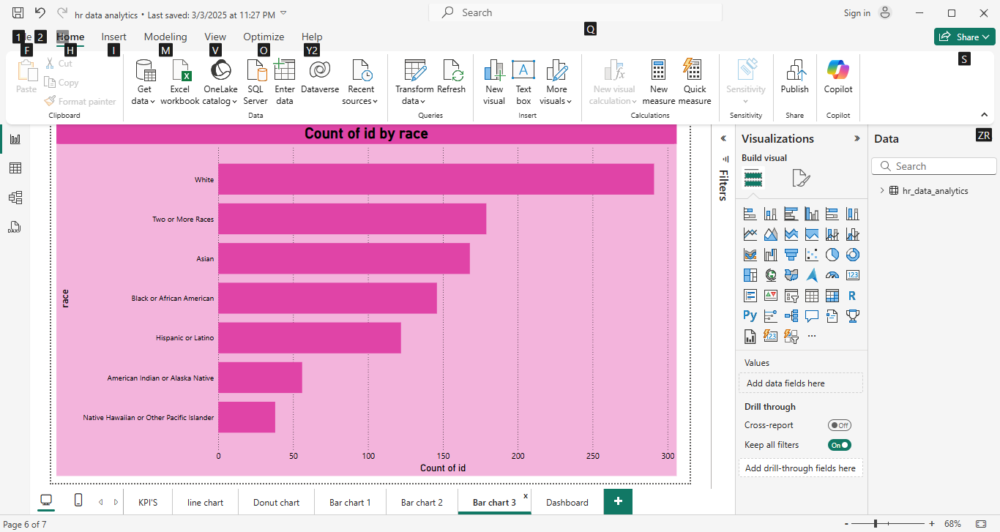 hr data analytics • Last saved: 3/3/2025 at 11:27 PM
Search
Sign in
1
2
Home
Insert
Modeling
View
Optimize
Help
Q
Share
F
H
I
M
V
O
Y2
S
Paste
Cut
Copy
Format painter
Clipboard
Get data
Excel workbook
OneLake catalog
SQL Server
Enter data
Dataverse
Recent sources
Data
Transform data
Refresh
Queries
New visual
Text box
More visuals
Insert
New visual calculation
New measure
Quick measure
Calculations
Sensitivity
Sensitivity
Publish
Share
Copilot
Copilot
ZR
Count of id by race
race
White
Two or More Races
Asian
Black or African American
Hispanic or Latino
American Indian or Alaska Native
Native Hawaiian or Other Pacific Islander
0 50 100 150 200 250 300
Count of id
Filters
Visualizations
Build visual
123
R
Py
123
Values
Add data fields here
Drill through
Cross-report
Off
Keep all filters
On
Add drill-through fields here
Data
Search
hr_data_analytics
DAX
KPI'S
line chart
Donut chart
Bar chart 1
Bar chart 2
Bar chart 3
x
Dashboard
+
Page 6 of 7
- + 68%